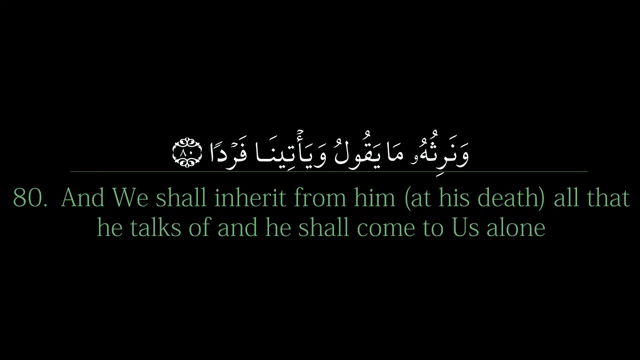 وَنَرِثُهُۥ مَا يَقُولُ وَيَأۡتِينَا فَرۡدٗا ۝٨٠
80. And We shall inherit from him (at his death) all that
he talks of and he shall come to Us alone